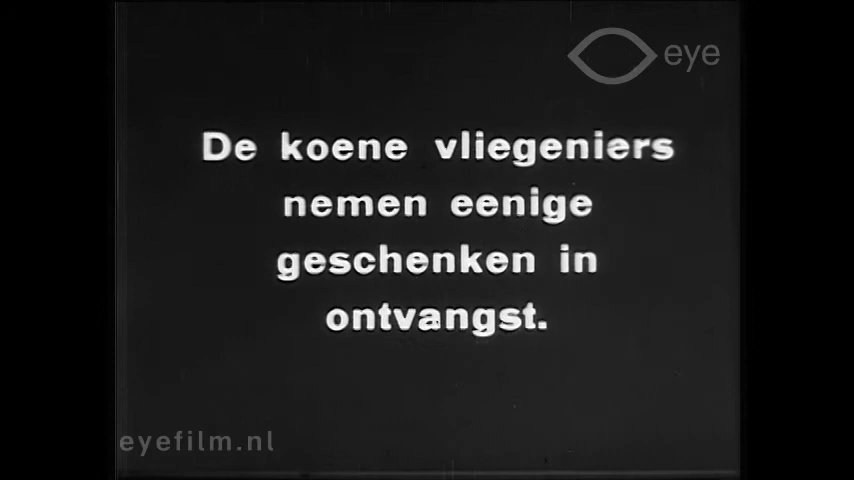 eye
De koene vliegeniers
nemen eenige
geschenken in
ontvangst.
eyefilm.nl